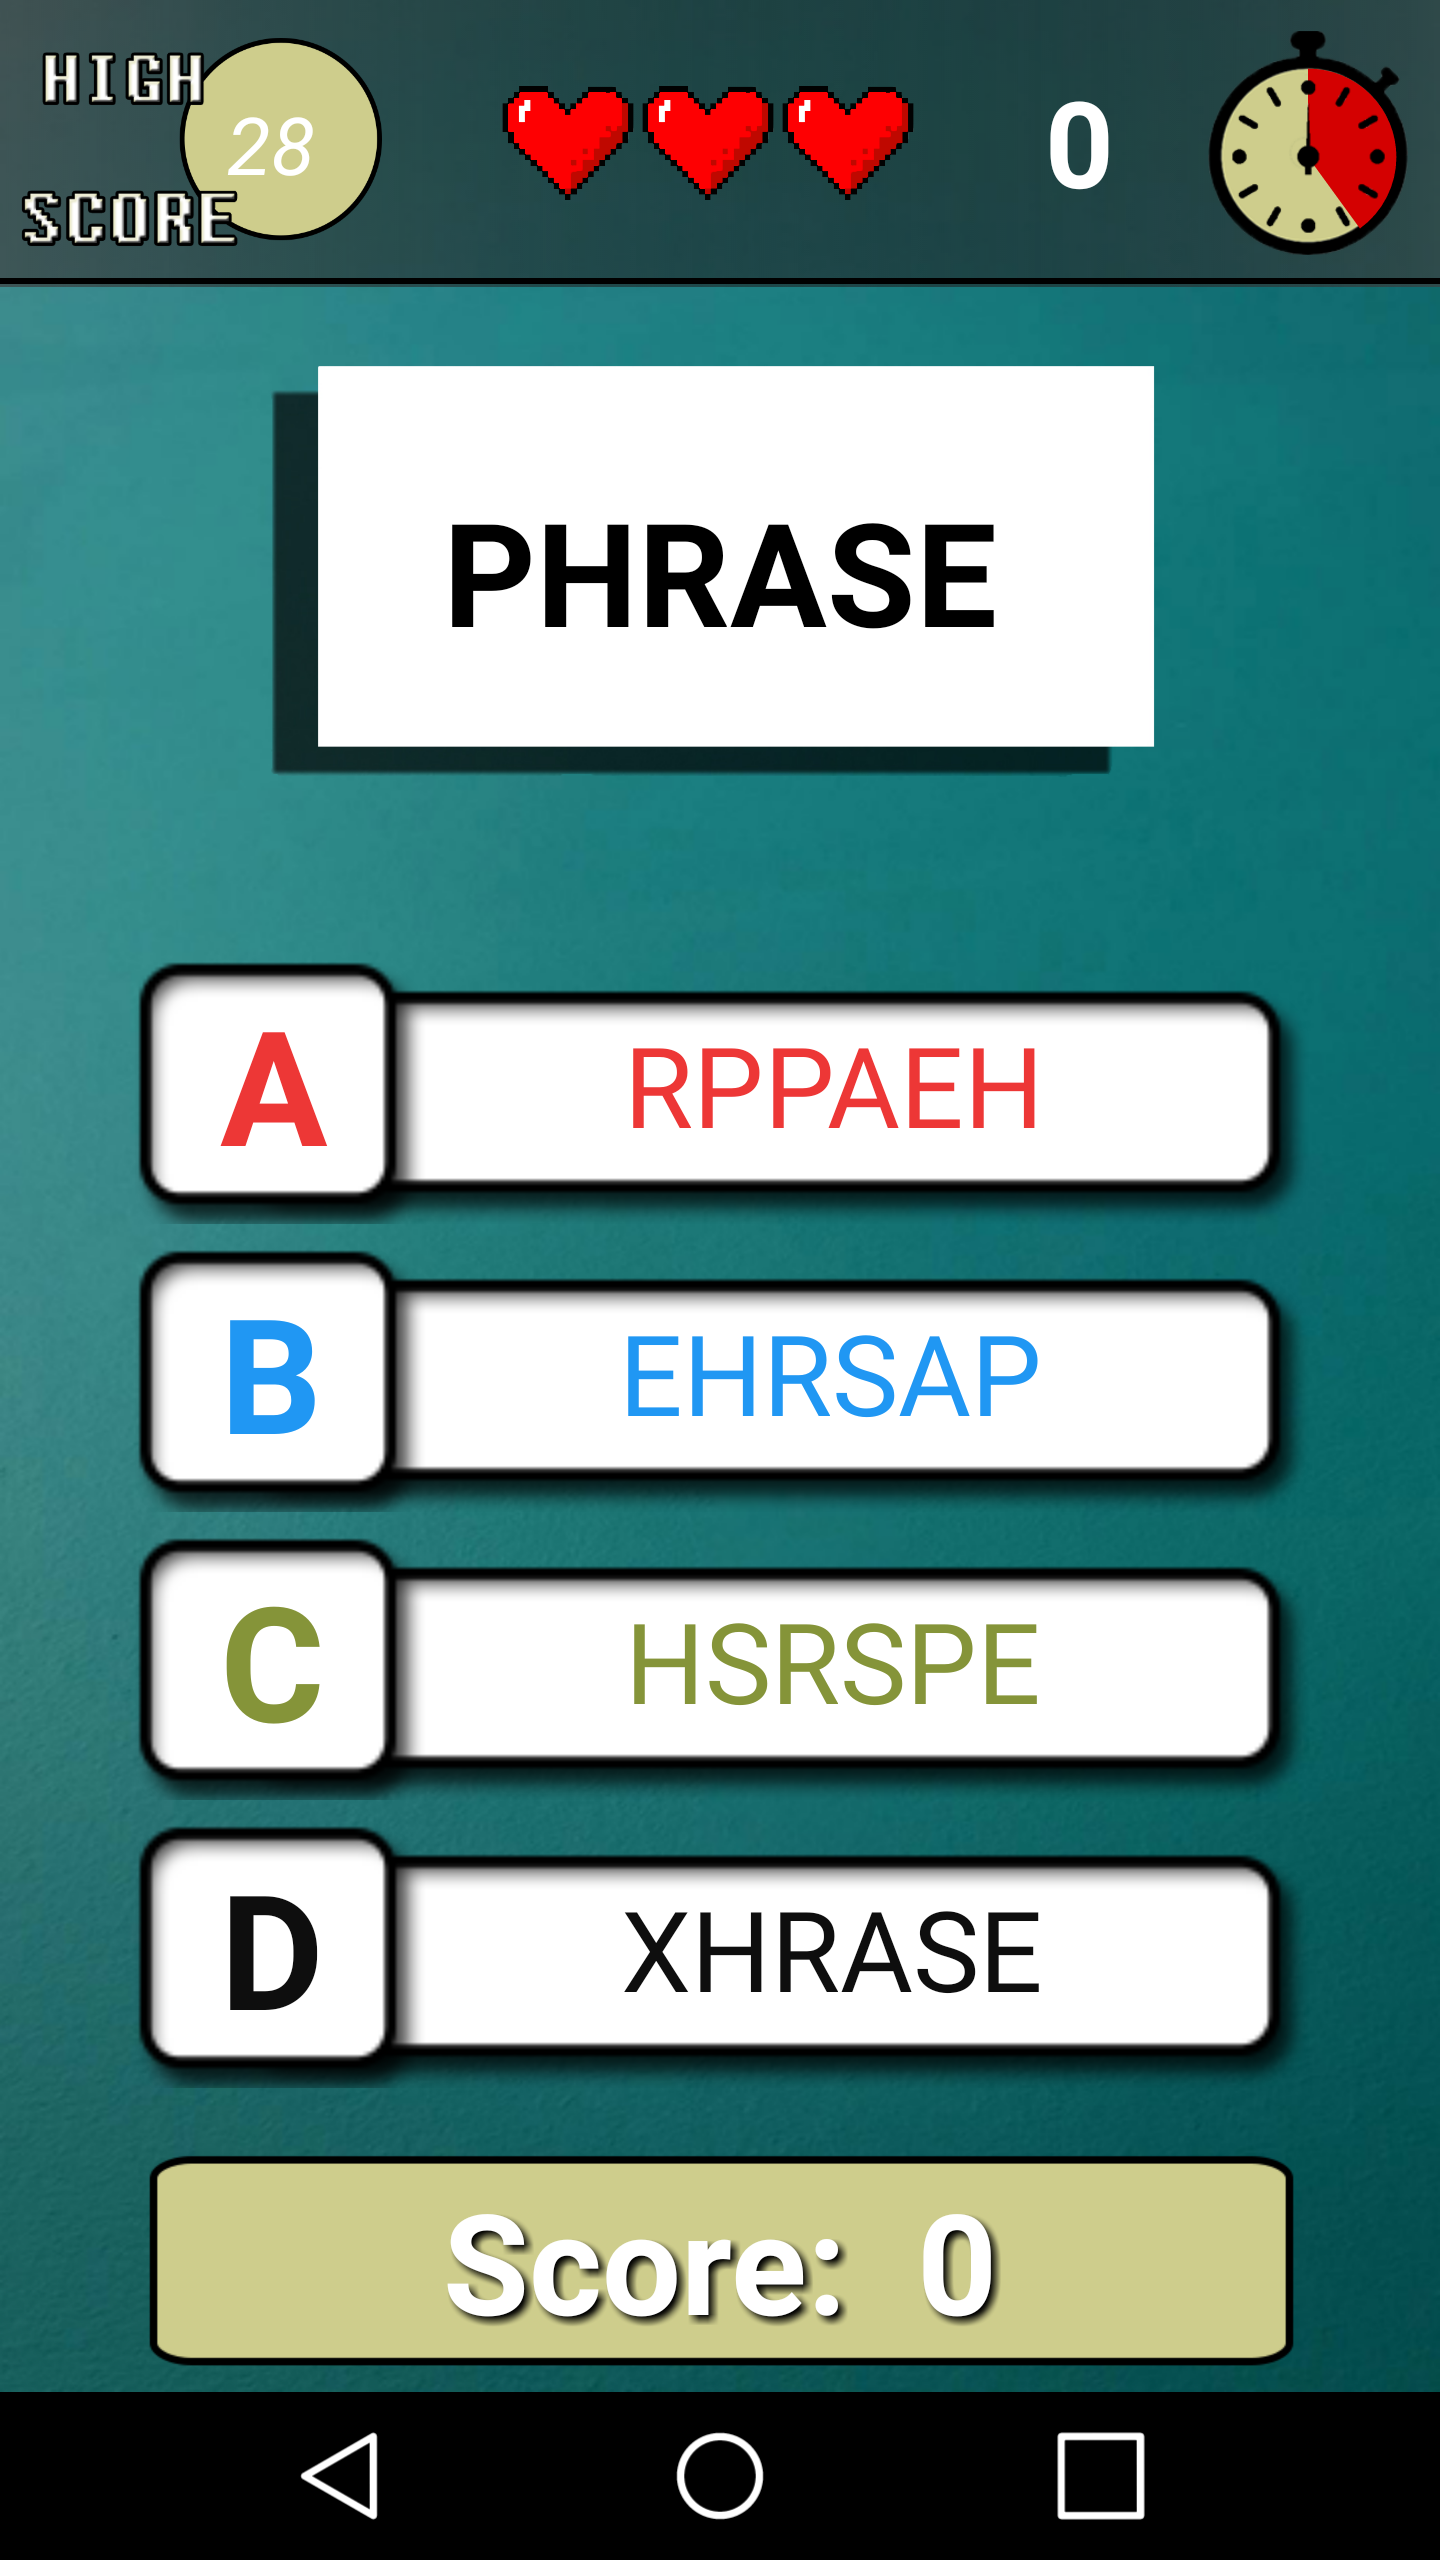 HIGH
28
SCORE
0
PHRASE
A
RPPAEH
B
EHRSAP
C
HSRSPE
D
XHRASE
Score: 0